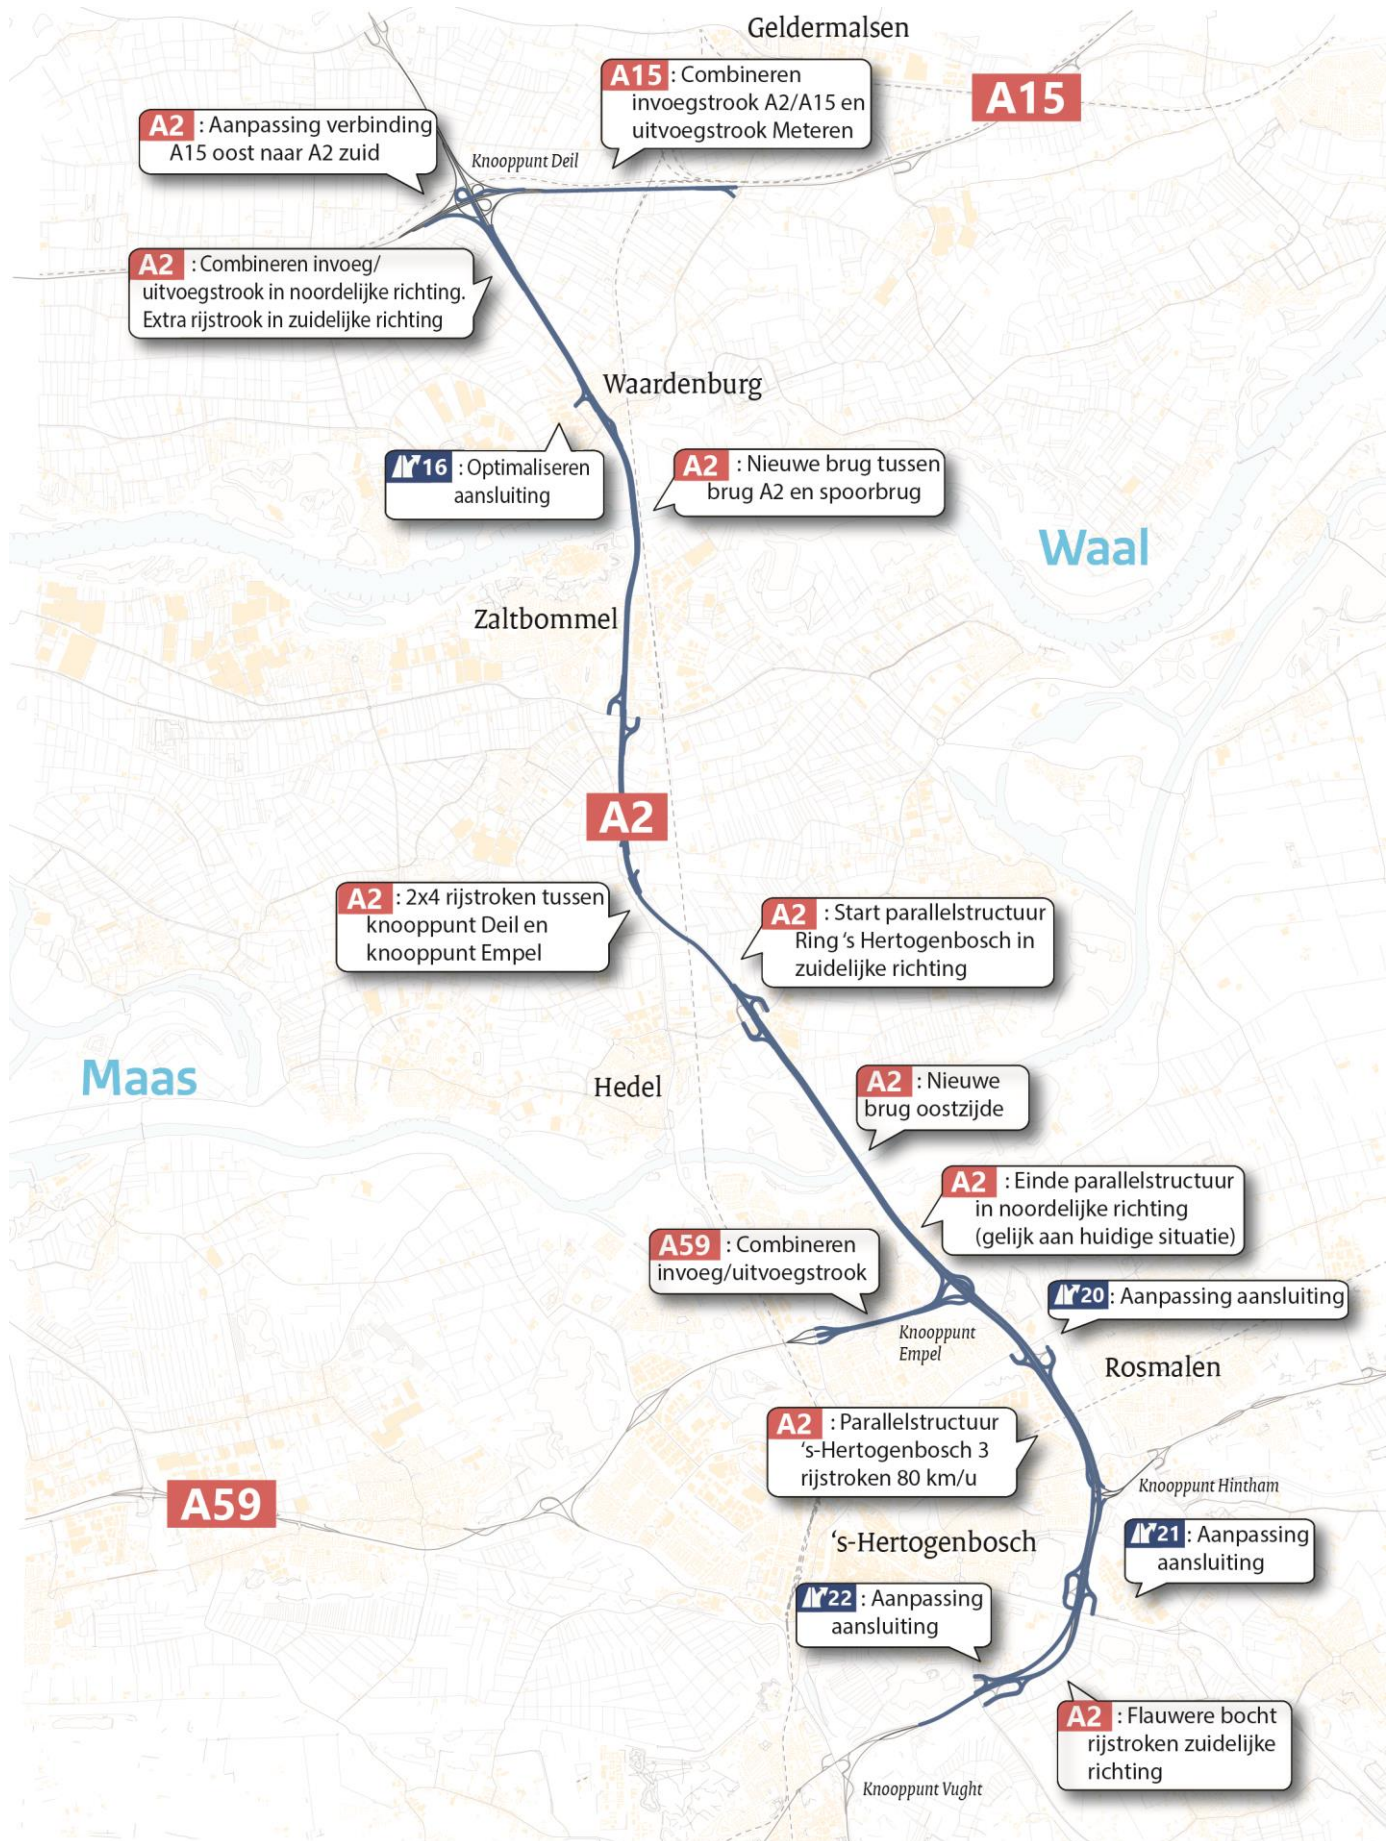 Geldermalsen
A15 : Combineren
invoegstrook A2/A15 en
uitvoegstrook Meteren
A15
A2 : Aanpassing verbinding
A15 oost naar A2 zuid
Knooppunt Deil
A2 : Combineren invoeg/
uitvoegstrook in noordelijke richting.
Extra rijstrook in zuidelijke richting
Waardenburg
16 : Optimaliseren
aansluiting
A2 : Nieuwe brug tussen
brug A2 en spoorbrug
Waal
Zaltbommel
A2
A2 : 2x4 rijstroken tussen
knooppunt Deil en
knooppunt Empel
A2 : Start parallelstructuur
Ring ‘s Hertogenbosch in
zuidelijke richting
Maas
Hedel
A2 : Nieuwe
brug oostzijde
A2 : Einde parallelstructuur
in noordelijke richting
(gelijk aan huidige situatie)
A59 : Combineren
invoeg/uitvoegstrook
20 : Aanpassing aansluiting
Knooppunt
Empel
Rosmalen
A2 : Parallelstructuur
‘s-Hertogenbosch 3
rijstroken 80 km/u
Knooppunt Hintham
A59
‘s-Hertogenbosch
21 : Aanpassing
aansluiting
22 : Aanpassing
aansluiting
A2 : Flauwere bocht
rijstroken zuidelijke
richting
Knooppunt Vught